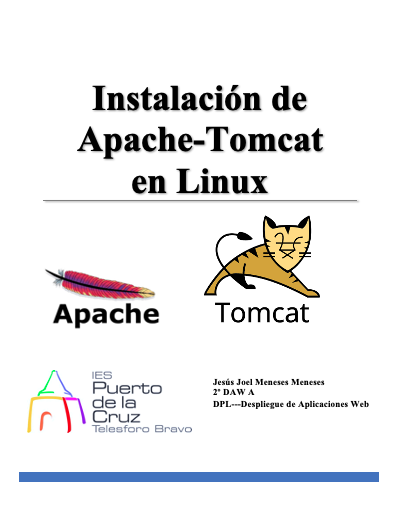 Instalación de
Apache-Tomcat
en Linux
Apache
Tomcat
IES
Puerto
de la
Cruz
Telesforo Bravo
Jesús Joel Meneses Meneses
2º DAW A
DPL---Despliegue de Aplicaciones Web